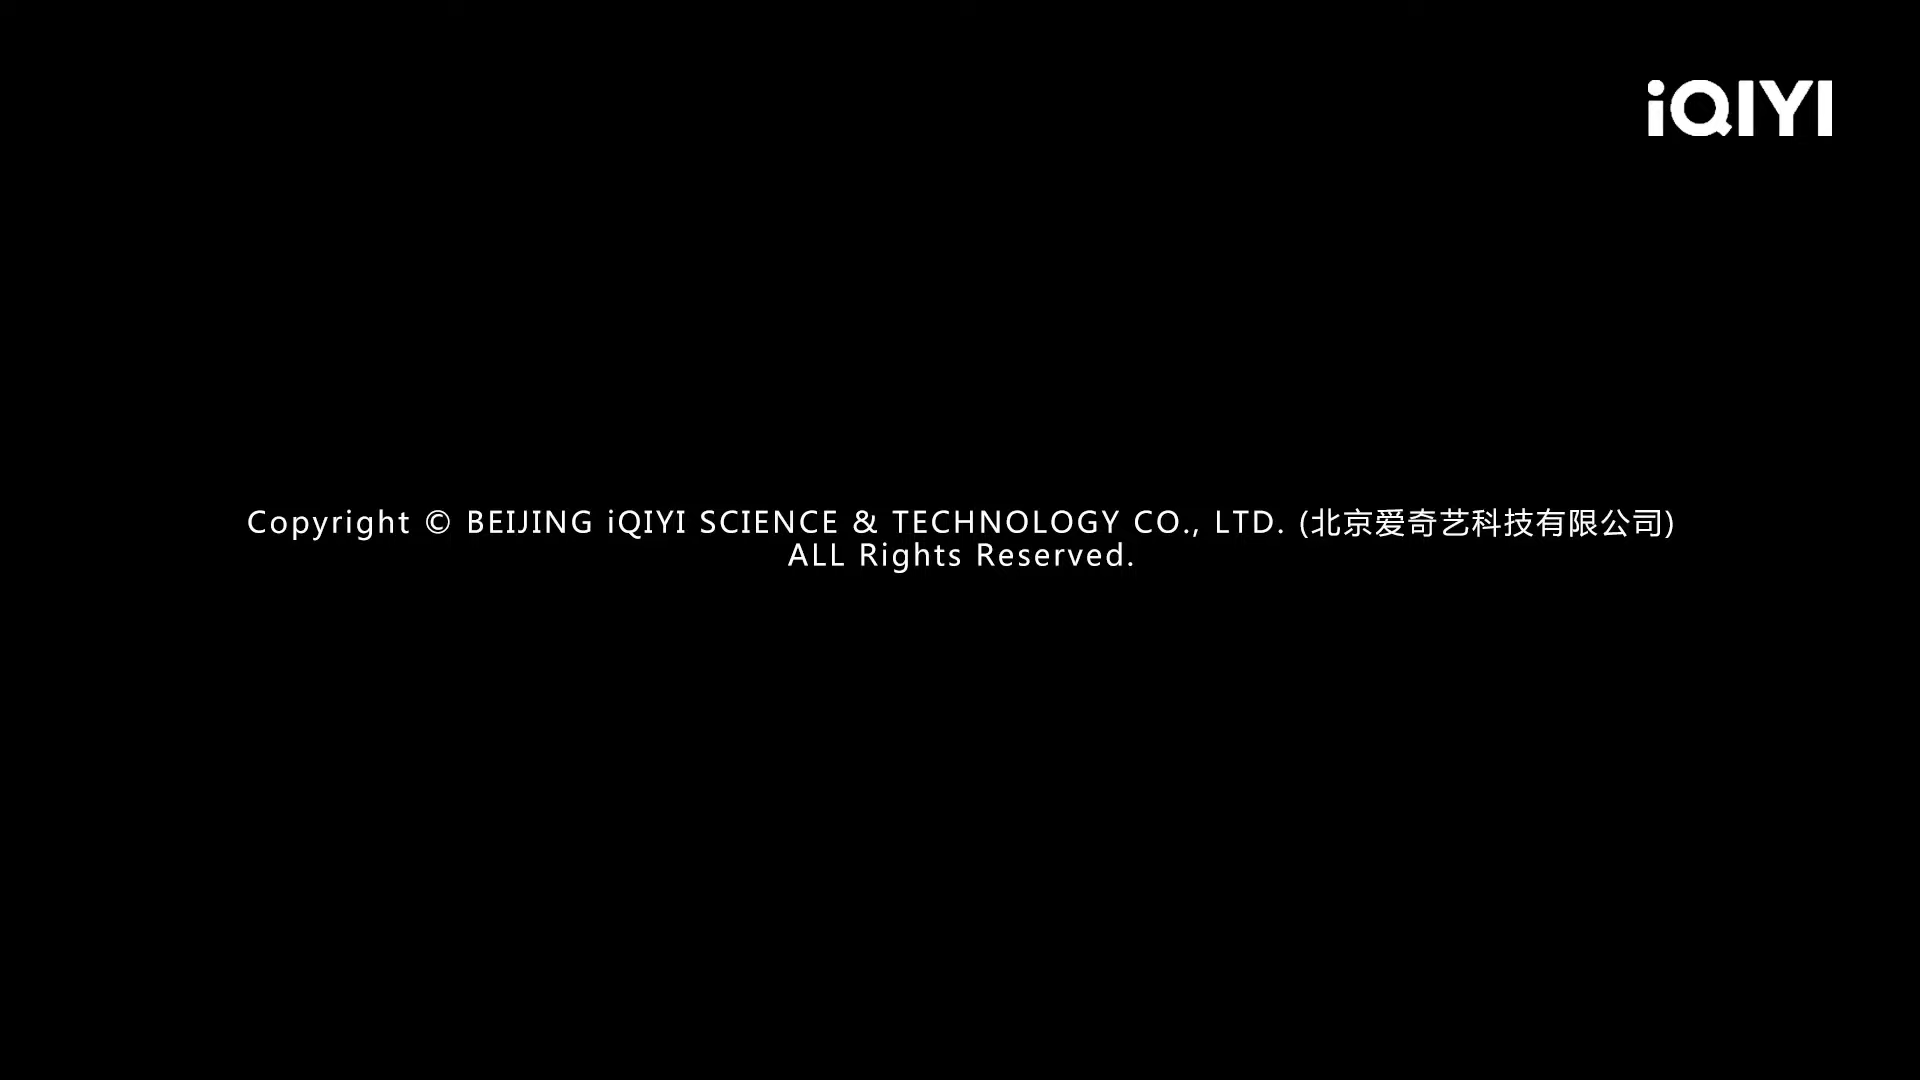 iQIYI
Copyright © BEIJING iQIYI SCIENCE & TECHNOLOGY CO., LTD. (北京爱奇艺科技有限公司)
ALL Rights Reserved.